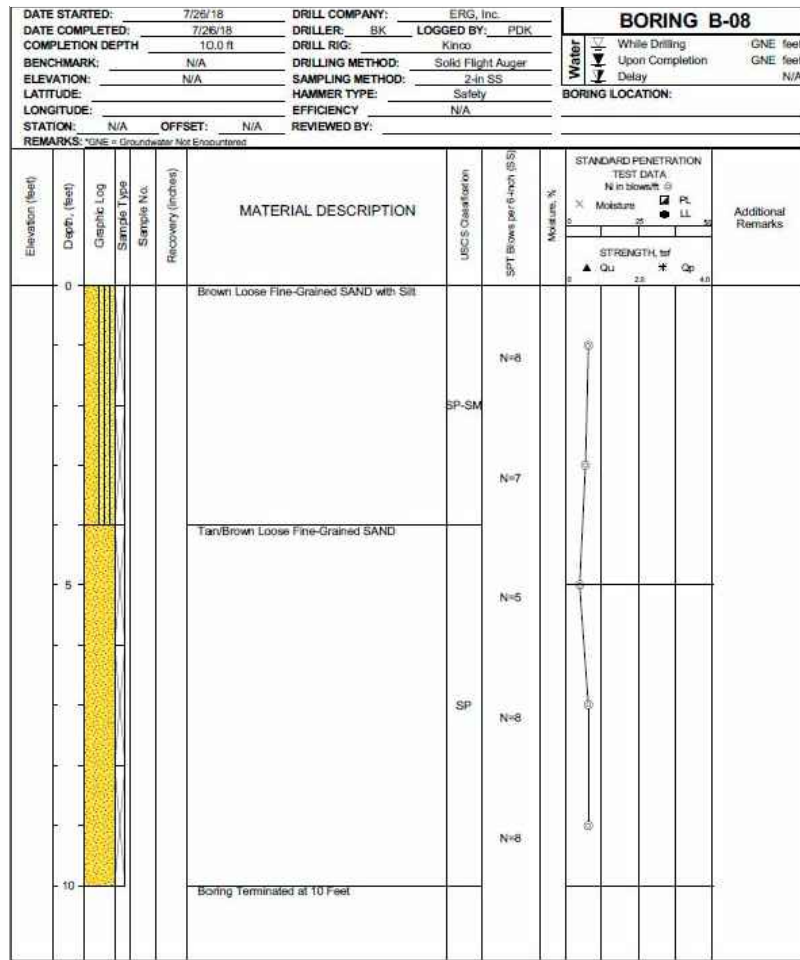 DATE STARTED: 7/26/18 DRILL COMPANY: ERG, Inc. BORING B-08
DATE COMPLETED: 7/26/18 DRILLER: BK LOGGED BY: PDK
COMPLETION DEPTH 10.0 ft DRILL RIG: Kinco
BENCHMARK: N/A DRILLING METHOD: Solid Flight Auger
ELEVATION: N/A SAMPLING METHOD: 2-in SS
LATITUDE: HAMMER TYPE: Safety
LONGITUDE: EFFICIENCY N/A
STATION: N/A OFFSET: N/A REVIEWED BY:
REMARKS: *GNE = Groundwater Not Encountered
Water
While Drilling GNE feet
Upon Completion GNE feet
Delay N/A
BORING LOCATION:
Elevation (feet)
Depth, (feet)
Graphic Log
Sample Type
Sample No.
Recovery (inches)
MATERIAL DESCRIPTION
USCS Classification
SPT Blows per 6-inch (SS)
Moisture, %
STANDARD PENETRATION
TEST DATA
N in blows/ft
Moisture PL
LL
0 25 50
STRENGTH, tsf
Qu Qp
0 2.0 4.0
Additional
Remarks
0
Brown Loose Fine-Grained SAND with Silt
N=8
SP-SM
N=7
Tan/Brown Loose Fine-Grained SAND
5
N=5
SP
N=8
N=8
10
Boring Terminated at 10 Feet